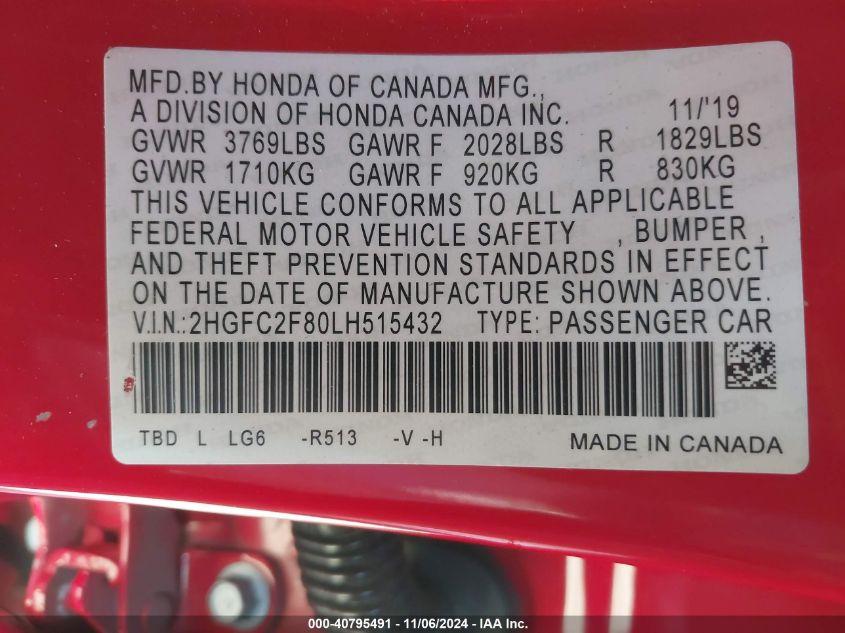 MFD.BY HONDA OF CANADA MFG.,
A DIVISION OF HONDA CANADA INC. 11/'19
GVWR 3769LBS GAWR F 2028LBS R 1829LBS
GVWR 1710KG GAWR F 920KG R 830KG
THIS VEHICLE CONFORMS TO ALL APPLICABLE
FEDERAL MOTOR VEHICLE SAFETY , BUMPER ,
AND THEFT PREVENTION STANDARDS IN EFFECT
ON THE DATE OF MANUFACTURE SHOWN ABOVE.
V.I.N.:2HGFC2F80LH515432 TYPE: PASSENGER CAR
TBD L LG6 -R513 -V -H MADE IN CANADA
000-40795491 - 11/06/2024 - IAA Inc.